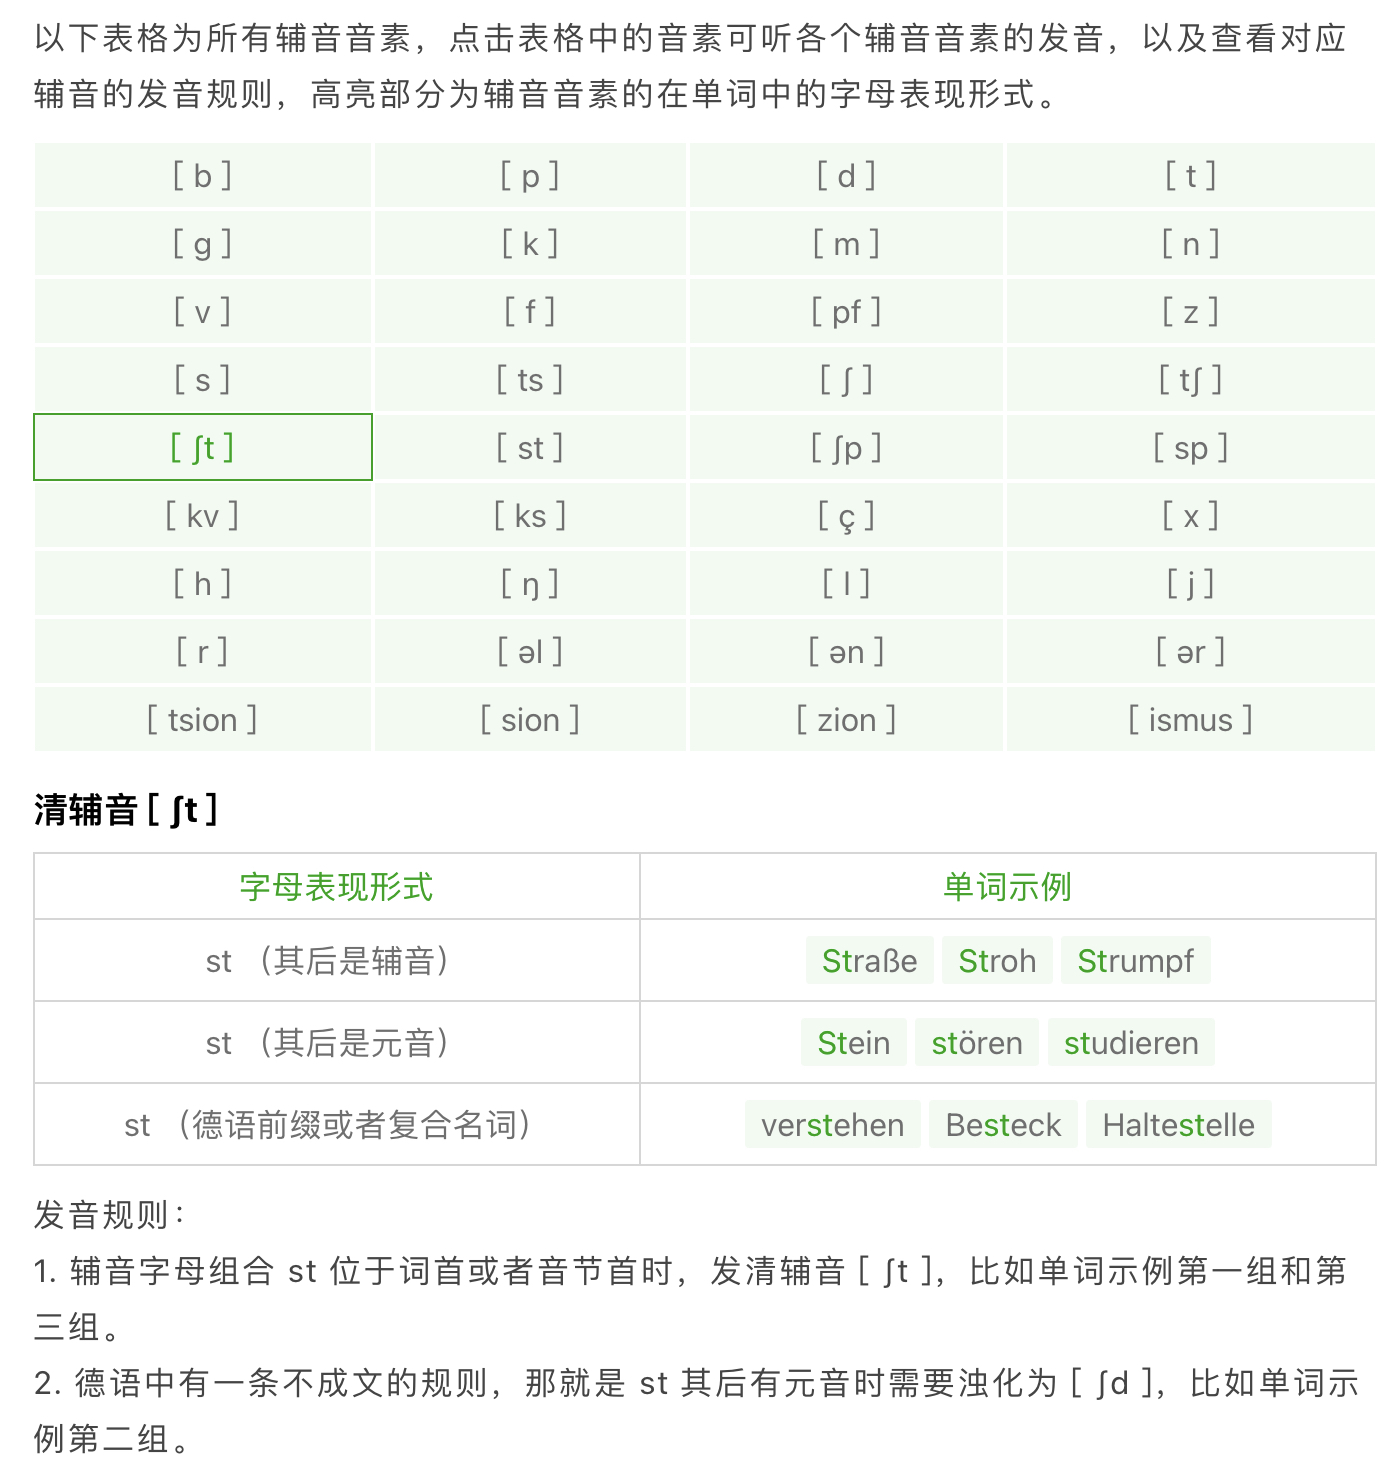 以下表格为所有辅音音素，点击表格中的音素可听各个辅音音素的发音，以及查看对应
辅音的发音规则，高亮部分为辅音音素的在单词中的字母表现形式。
[ b ] [ p ] [ d ] [ t ]
[ g ] [ k ] [ m ] [ n ]
[ v ] [ f ] [ pf ] [ z ]
[ s ] [ ts ] [ ʃ ] [ tʃ ]
[ ʃt ] [ st ] [ ʃp ] [ sp ]
[ kv ] [ ks ] [ ç ] [ x ]
[ h ] [ ŋ ] [ l ] [ j ]
[ r ] [ əl ] [ ən ] [ ər ]
[ tsion ] [ sion ] [ zion ] [ ismus ]
清辅音 [ ʃt ]
字母表现形式 单词示例
st （其后是辅音） Straße Stroh Strumpf
st （其后是元音） Stein stören studieren
st （德语前缀或者复合名词） verstehen Besteck Haltestelle
发音规则：
1. 辅音字母组合 st 位于词首或者音节首时，发清辅音 [ ʃt ]，比如单词示例第一组和第
三组。
2. 德语中有一条不成文的规则，那就是 st 其后有元音时需要浊化为 [ ʃd ]，比如单词示
例第二组。